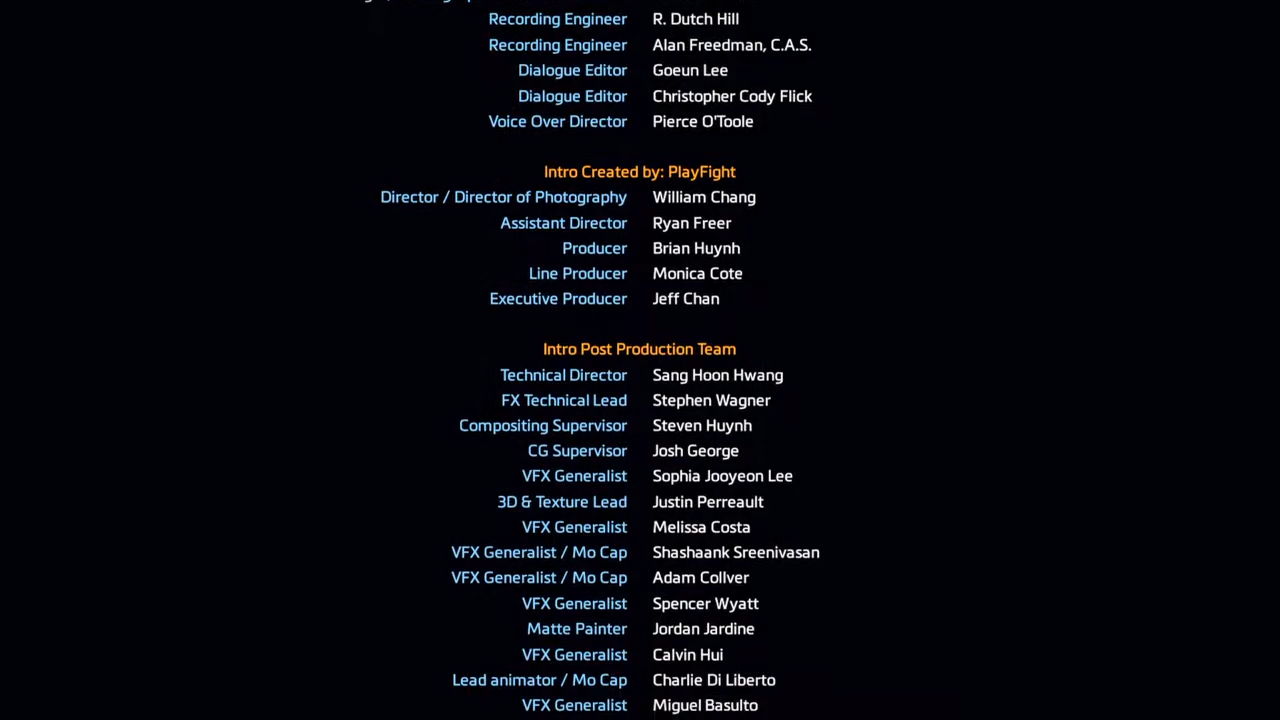 Recording Engineer R. Dutch Hill
Recording Engineer Alan Freedman, C.A.S.
Dialogue Editor Goeun Lee
Dialogue Editor Christopher Cody Flick
Voice Over Director Pierce O'Toole
Intro Created by: PlayFight
Director / Director of Photography William Chang
Assistant Director Ryan Freer
Producer Brian Huynh
Line Producer Monica Cote
Executive Producer Jeff Chan
Intro Post Production Team
Technical Director Sang Hoon Hwang
FX Technical Lead Stephen Wagner
Compositing Supervisor Steven Huynh
CG Supervisor Josh George
VFX Generalist Sophia Jooyeon Lee
3D & Texture Lead Justin Perreault
VFX Generalist Melissa Costa
VFX Generalist / Mo Cap Shashaank Sreenivasan
VFX Generalist / Mo Cap Adam Collver
VFX Generalist Spencer Wyatt
Matte Painter Jordan Jardine
VFX Generalist Calvin Hui
Lead animator / Mo Cap Charlie Di Liberto
VFX Generalist Miguel Basulto